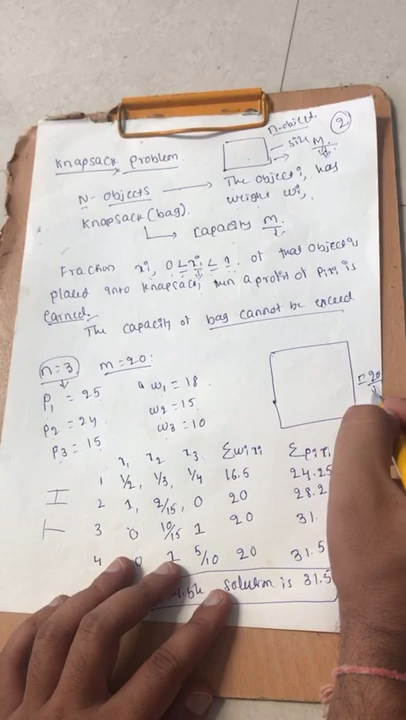 n-object.
2
Knapsack Problem
size M.
N- Objects → The object i, has
weight wi,
Knapsack (bag)
→ capacity m.
Fraction xi, 0 ≤ xi ≤ 1. of that object is
placed into knapsack, then a profit of pixi is
Earned.
The capacity of bag cannot be exceed
n=3 m=20:
P1 = 25 w1 = 18
P2 = 24 w2 = 15
P3 = 15 w3 = 10
x1 x2 x3 Σwixi Σpixi
1 1/2, 1/3, 1/4 16.5 24.25
2 1, 2/15, 0 20 28.2
3 0 10/15 1 20 31.
4 0 1 5/10 20 31.5
solution is 31.5